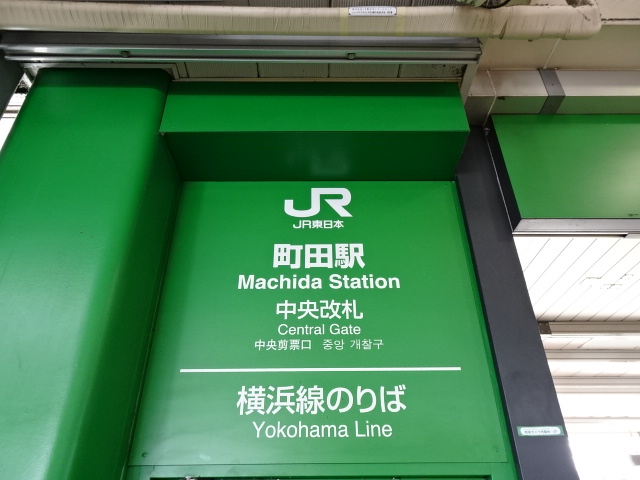 JR
JR東日本
町田駅
Machida Station
中央改札
Central Gate
中央剪票口 중앙 개찰구
横浜線のりば
Yokohama Line